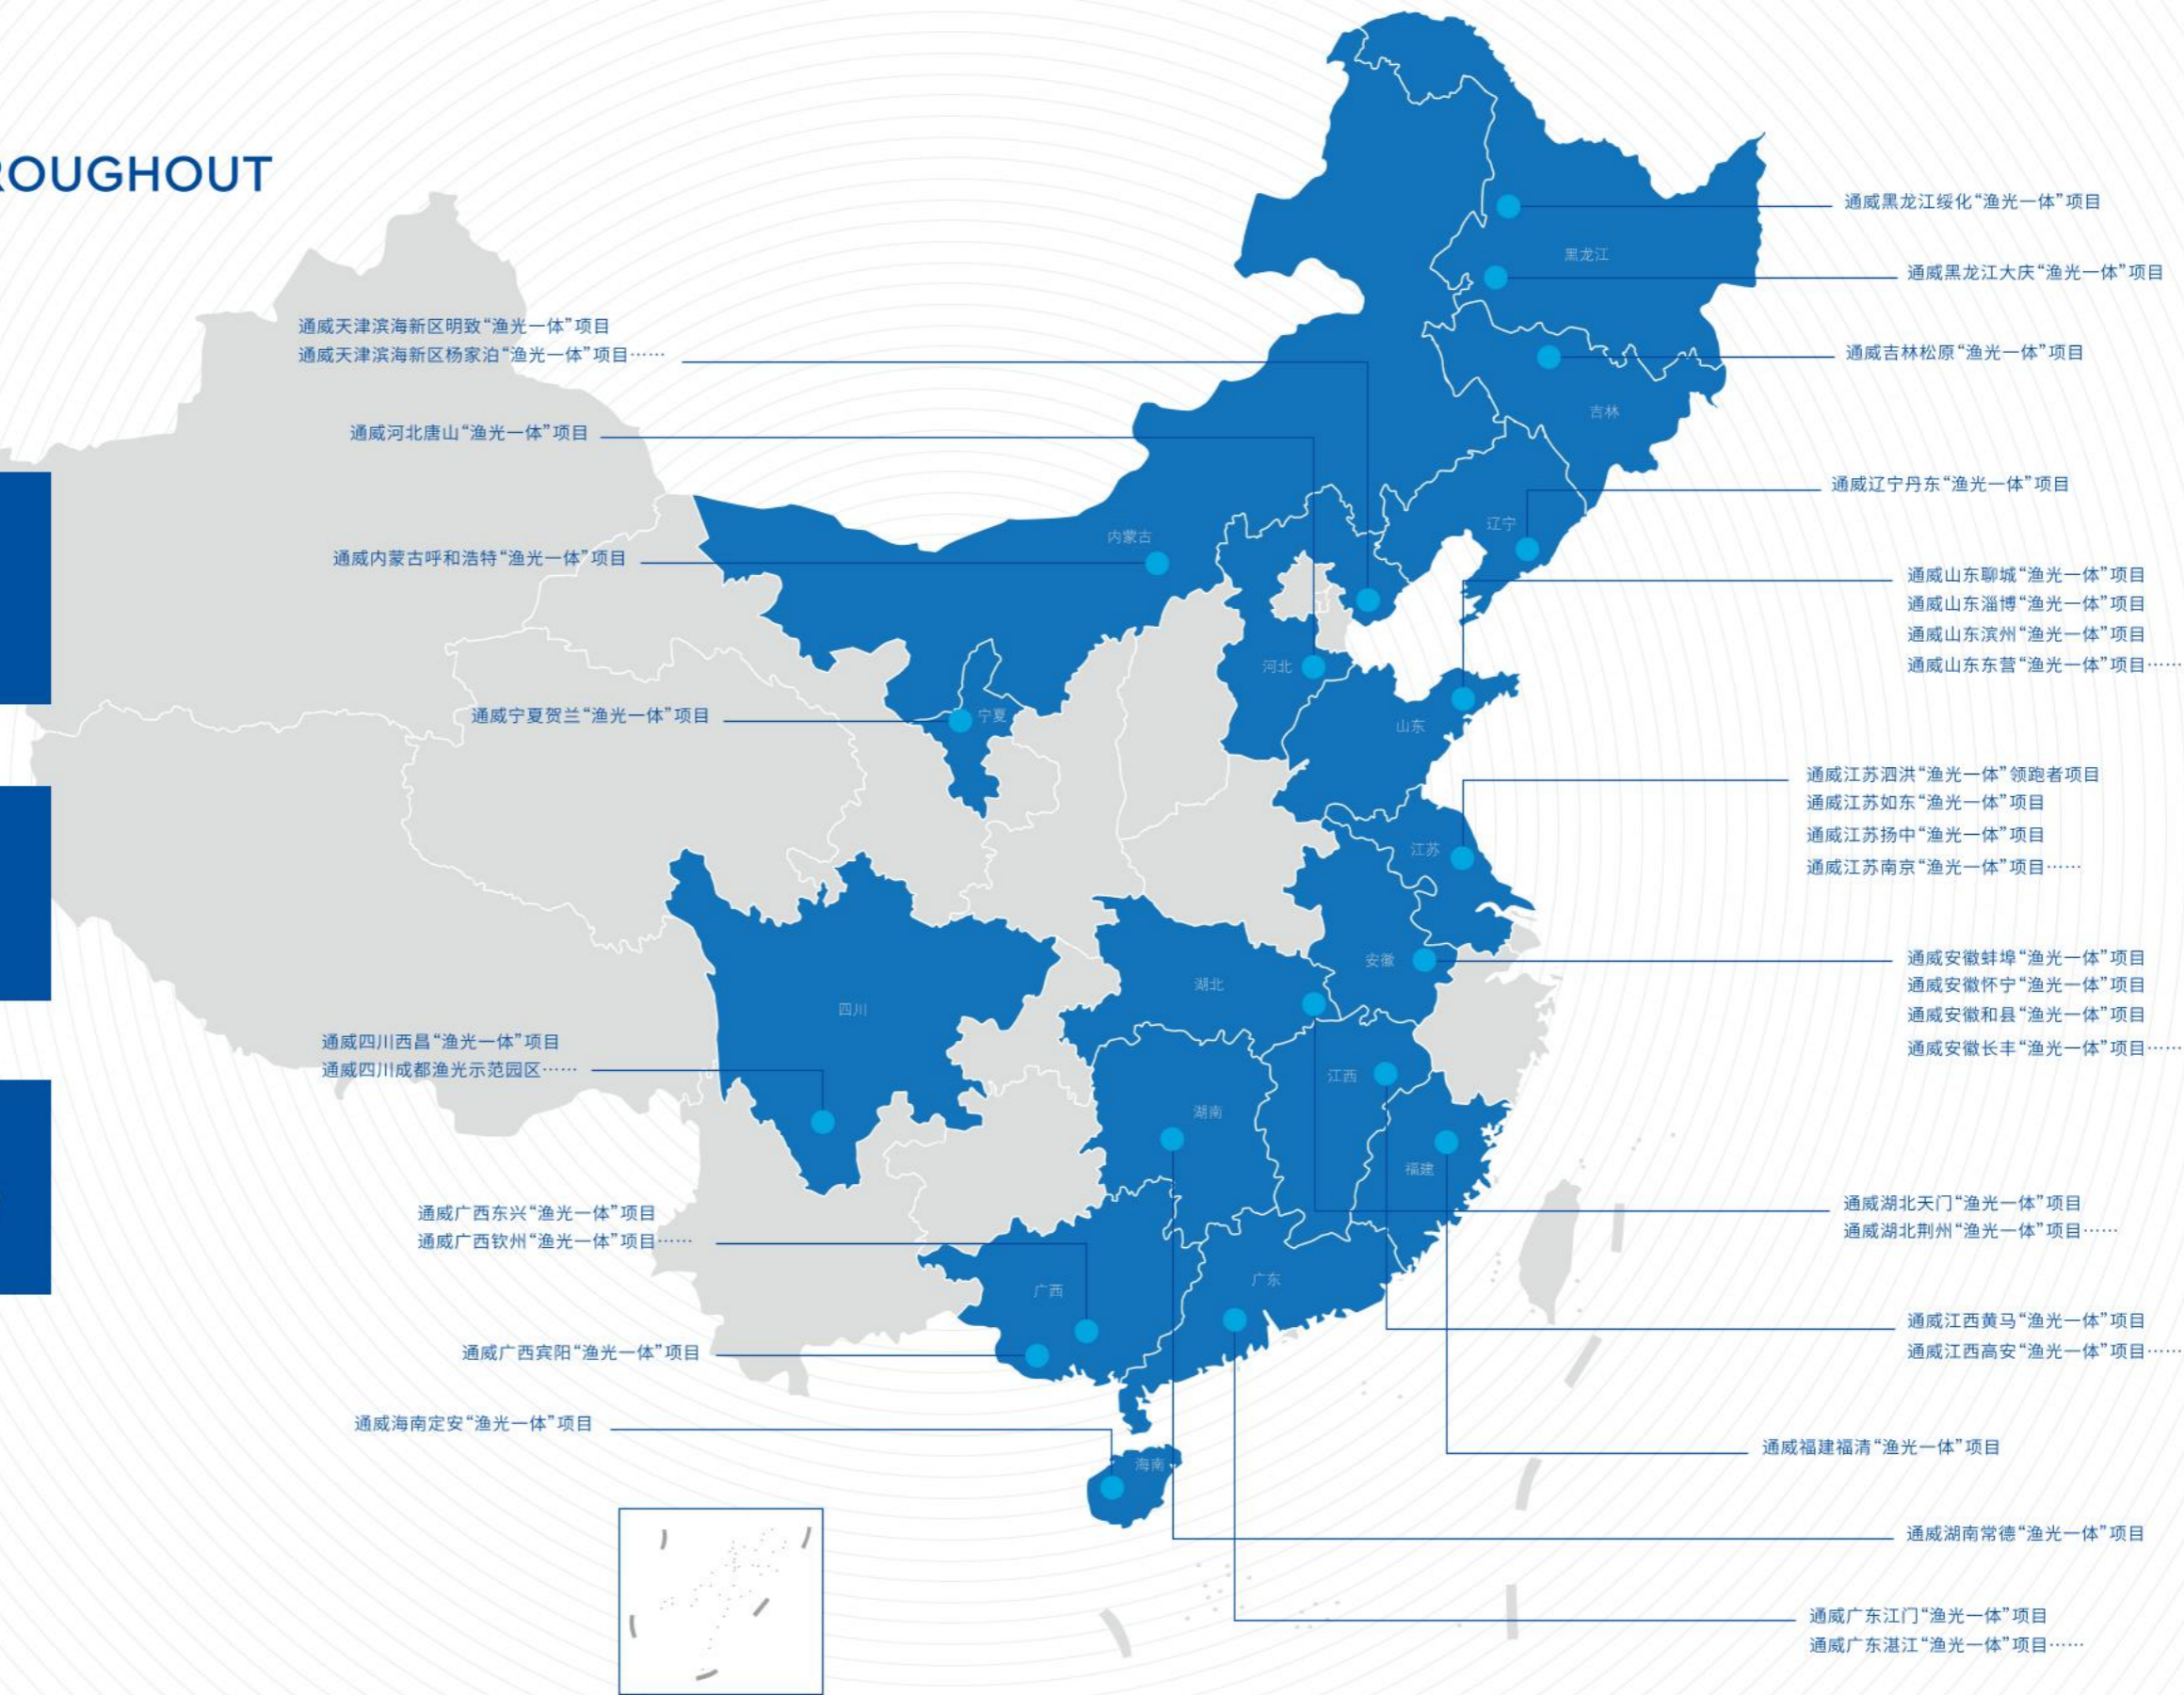 ROUGHOUT
通威天津滨海新区明致“渔光一体”项目
通威天津滨海新区杨家泊“渔光一体”项目……
通威河北唐山“渔光一体”项目
通威内蒙古呼和浩特“渔光一体”项目
通威宁夏贺兰“渔光一体”项目
通威四川西昌“渔光一体”项目
通威四川成都渔光示范园区……
通威广西东兴“渔光一体”项目
通威广西钦州“渔光一体”项目……
通威广西宾阳“渔光一体”项目
通威海南定安“渔光一体”项目
黑龙江
吉林
辽宁
内蒙古
河北
宁夏
山东
江苏
安徽
湖北
四川
江西
湖南
福建
广东
广西
海南
通威黑龙江绥化“渔光一体”项目
通威黑龙江大庆“渔光一体”项目
通威吉林松原“渔光一体”项目
通威辽宁丹东“渔光一体”项目
通威山东聊城“渔光一体”项目
通威山东淄博“渔光一体”项目
通威山东滨州“渔光一体”项目
通威山东东营“渔光一体”项目……
通威江苏泗洪“渔光一体”领跑者项目
通威江苏如东“渔光一体”项目
通威江苏扬中“渔光一体”项目
通威江苏南京“渔光一体”项目……
通威安徽蚌埠“渔光一体”项目
通威安徽怀宁“渔光一体”项目
通威安徽和县“渔光一体”项目
通威安徽长丰“渔光一体”项目……
通威湖北天门“渔光一体”项目
通威湖北荆州“渔光一体”项目……
通威江西黄马“渔光一体”项目
通威江西高安“渔光一体”项目……
通威福建福清“渔光一体”项目
通威湖南常德“渔光一体”项目
通威广东江门“渔光一体”项目
通威广东湛江“渔光一体”项目……